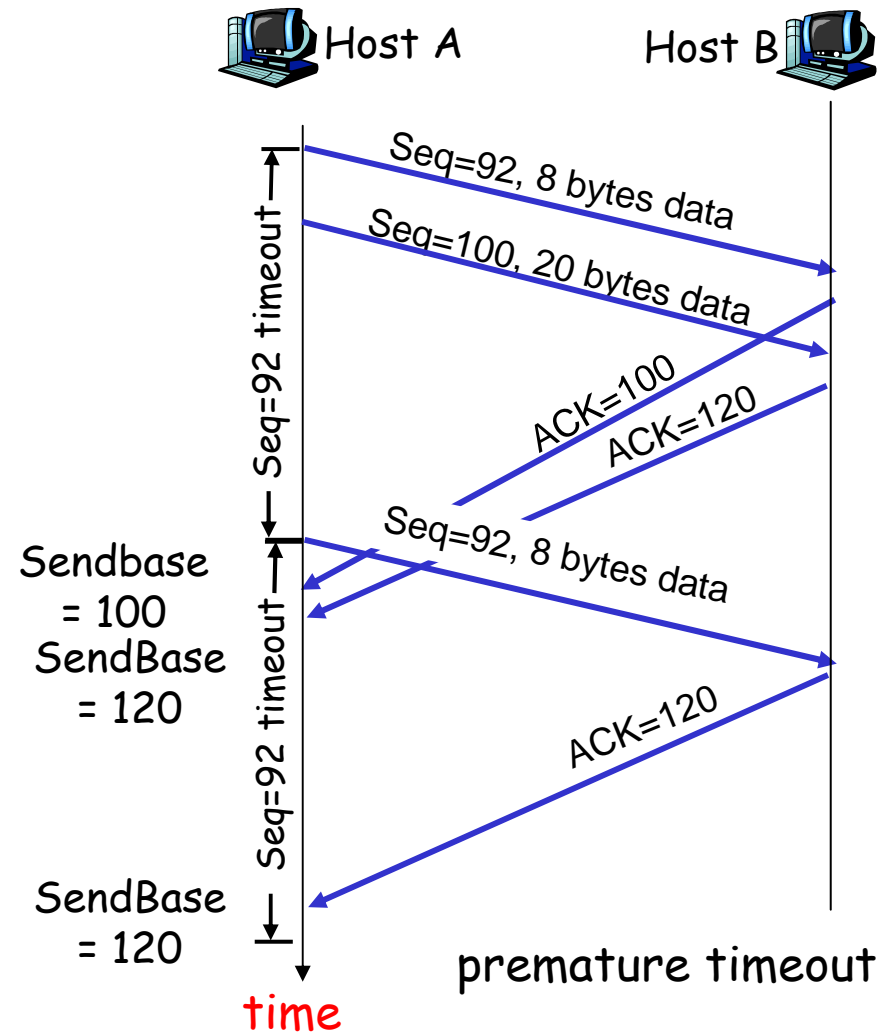 Host A
Host B
Seq=92, 8 bytes data
Seq=100, 20 bytes data
Seq=92 timeout
ACK=100
ACK=120
Seq=92, 8 bytes data
Sendbase
= 100
SendBase
= 120
Seq=92 timeout
ACK=120
SendBase
= 120
premature timeout
time